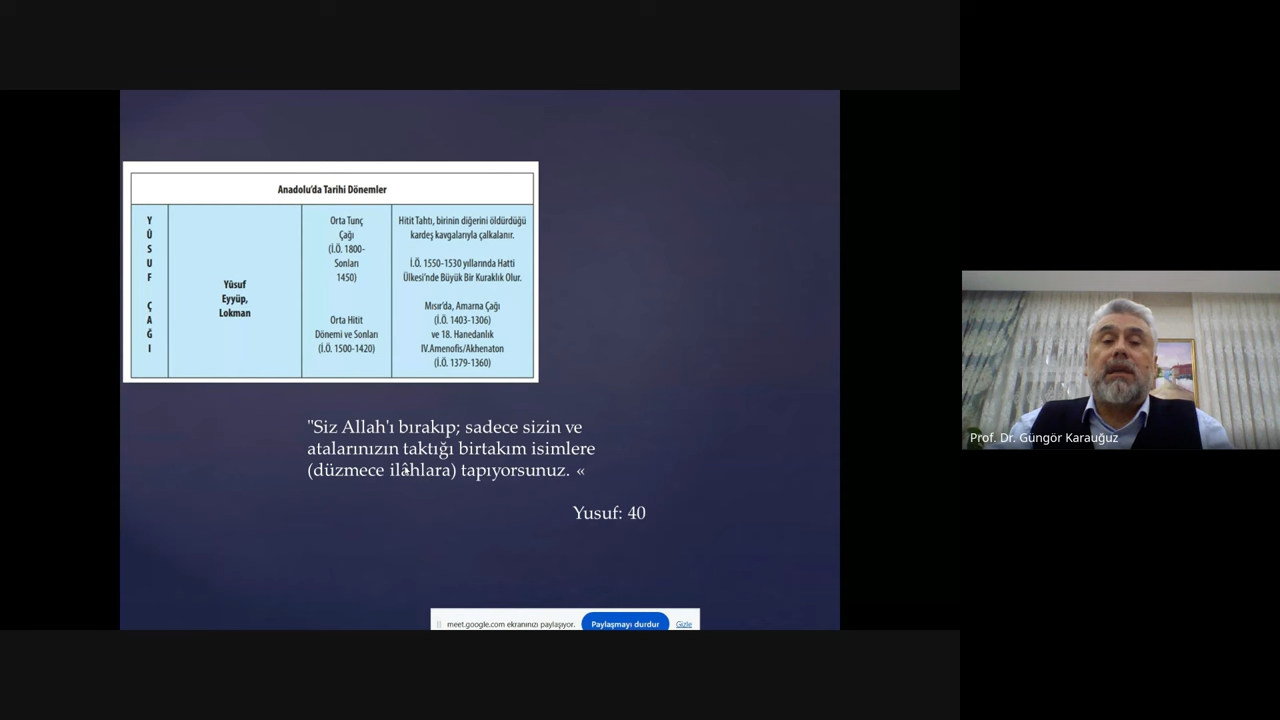 Anadolu'da Tarihi Dönemler
Y
Û
S
U
F
Ç
A
Ğ
I
Yûsuf
Eyyüp,
Lokman
Orta Tunç
Çağı
(İ.Ö. 1800-
Sonları
1450)
Orta Hitit
Dönemi ve Sonları
(İ.Ö. 1500-1420)
Hitit Tahtı, birinin diğerini öldürdüğü
kardeş kavgalarıyla çalkalanır.
İ.Ö. 1550-1530 yıllarında Hatti
Ülkesi'nde Büyük Bir Kuraklık Olur.
Mısır'da, Amarna Çağı
(İ.Ö. 1403-1306)
ve 18. Hanedanlık
IV.Amenofis/Akhenaton
(İ.Ö. 1379-1360)
"Siz Allah'ı bırakıp; sadece sizin ve
atalarınızın taktığı birtakım isimlere
(düzmece ilâhlara) tapıyorsunuz. «
Yusuf: 40
meet.google.com ekranınızı paylaşıyor.
Paylaşmayı durdur
Gizle
Prof. Dr. Güngör Karauğuz